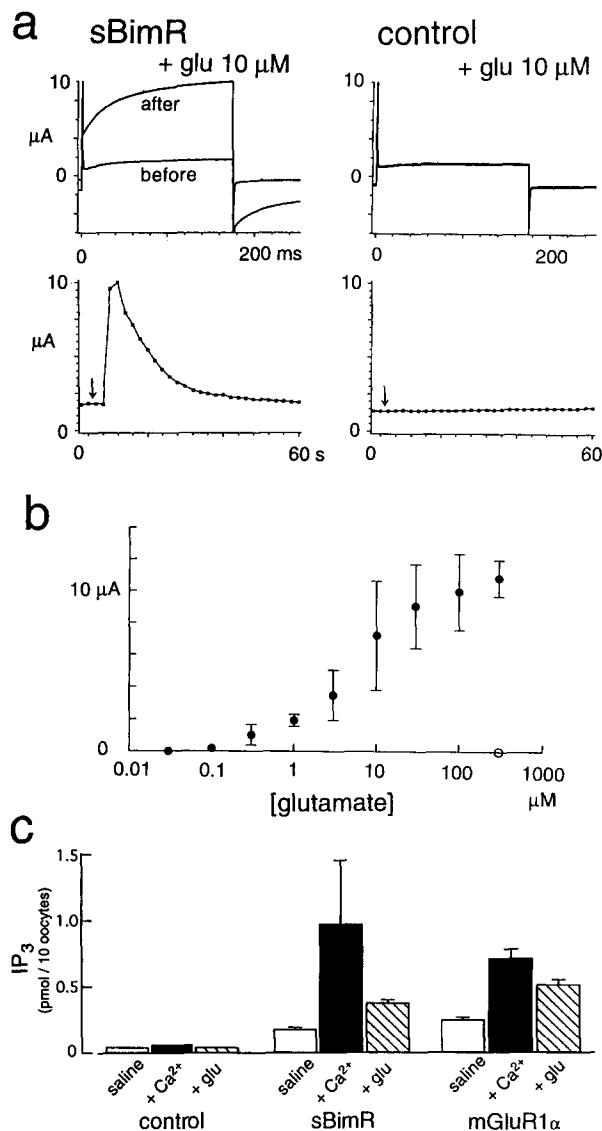 a
sBimR
control
+ glu 10 µM
+ glu 10 µM
10
µA
0
after
before
0
200 ms
10
0
0
200
10
µA
0
0
60 s
10
0
0
60
b
10 µA
0
0.01
0.1
1
10
100
1000
[glutamate]
µM
c
IP3
(pmol / 10 oocytes)
1.5
1.0
0.5
0
saline
+ Ca2+
+ glu
saline
+ Ca2+
+ glu
saline
+ Ca2+
+ glu
control
sBimR
mGluR1α